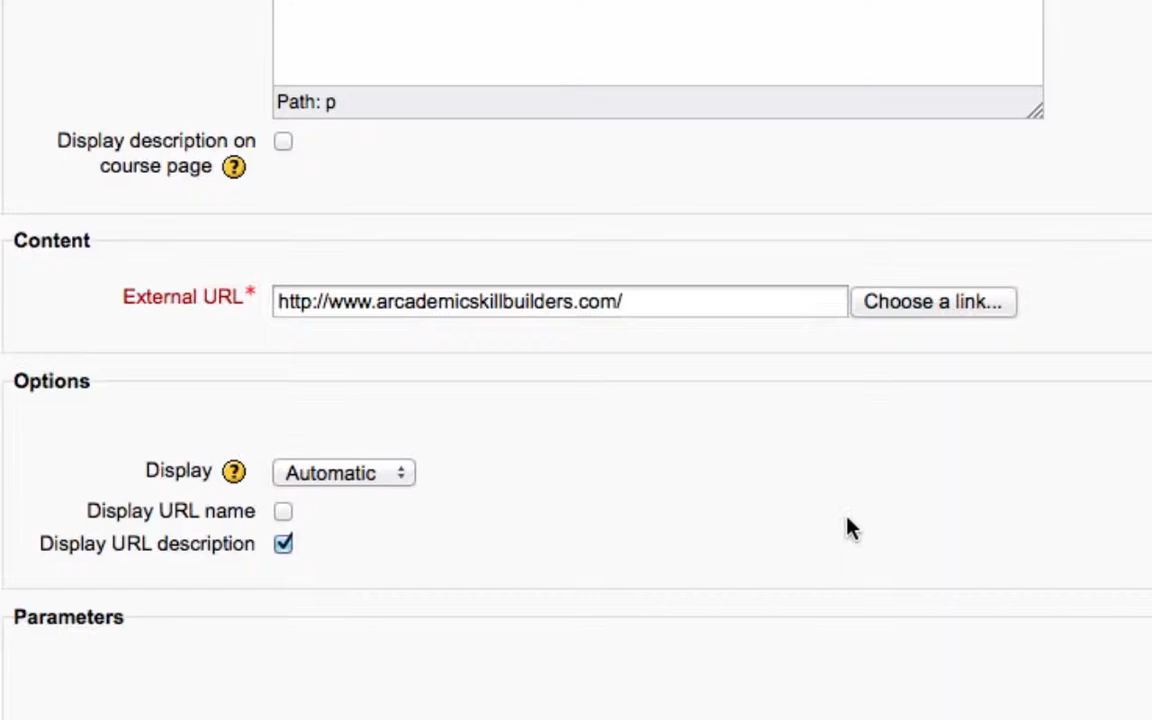 Path: p
Display description on
course page ?
Content
External URL* http://www.arcademicskillbuilders.com/ Choose a link...
Options
Display ? Automatic
Display URL name
Display URL description
Parameters